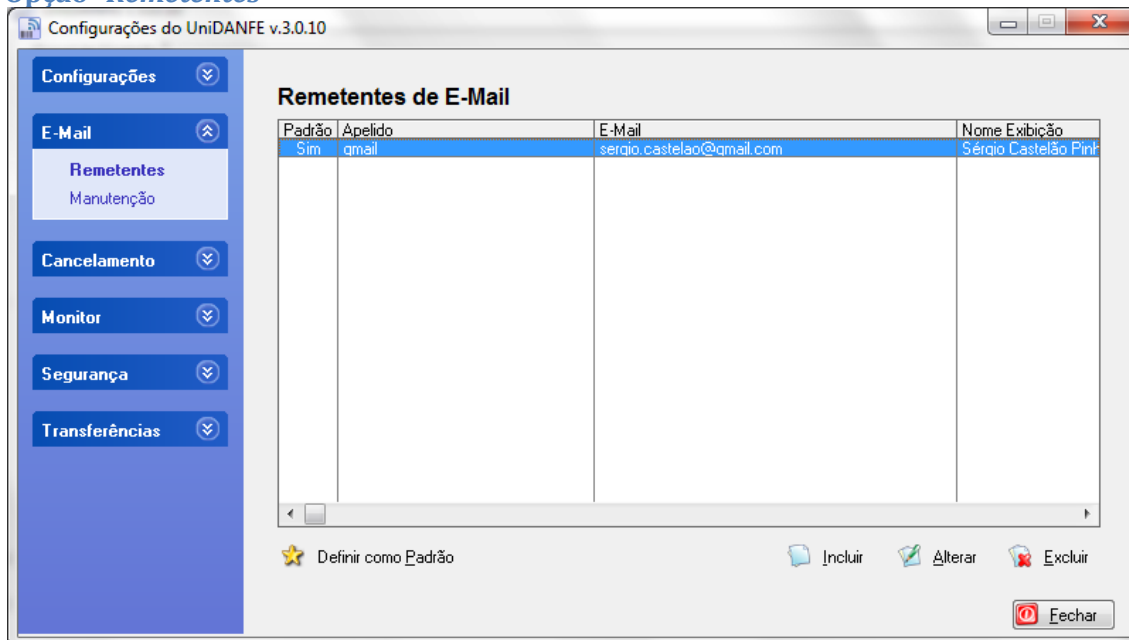 Opção "Remetentes"
Configurações do UniDANFE v.3.0.10
Configurações
E-Mail
Remetentes
Manutenção
Cancelamento
Monitor
Segurança
Transferências
Remetentes de E-Mail
Padrão Apelido E-Mail Nome Exibição
Sim gmail sergio.castelao@gmail.com Sérgio Castelão Pinh
Definir como Padrão Incluir Alterar Excluir
Fechar